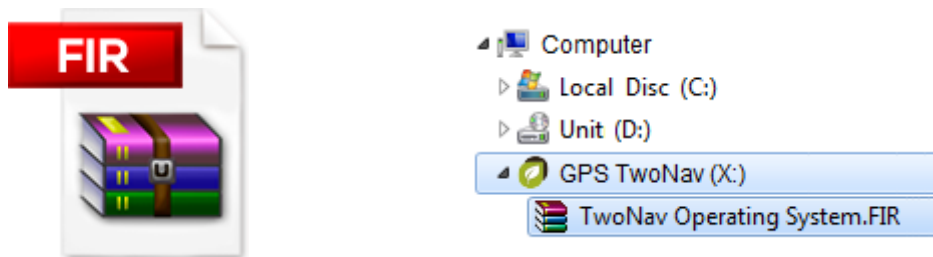 FIR
Computer
Local Disc (C:)
Unit (D:)
GPS TwoNav (X:)
TwoNav Operating System.FIR